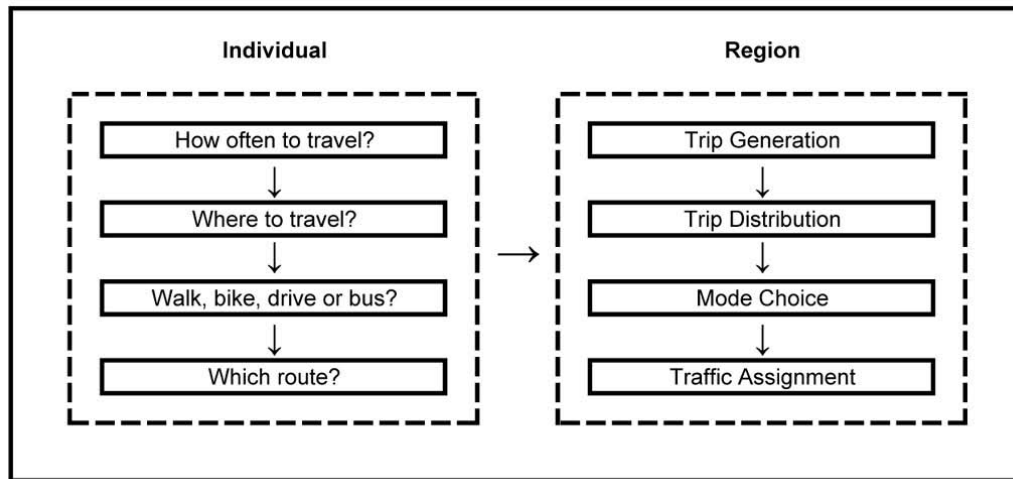 Individual
How often to travel?
Where to travel?
Walk, bike, drive or bus?
Which route?
Region
Trip Generation
Trip Distribution
Mode Choice
Traffic Assignment